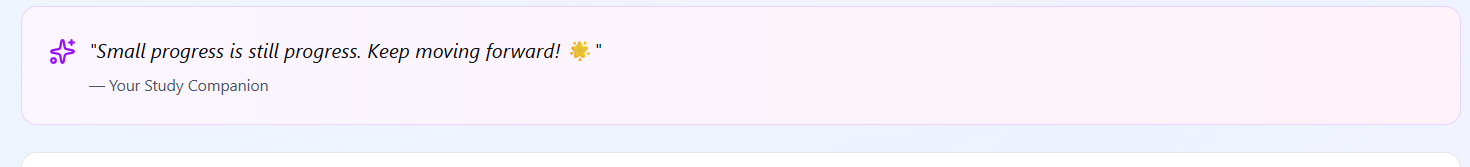 "Small progress is still progress. Keep moving forward! 🌟 "
— Your Study Companion